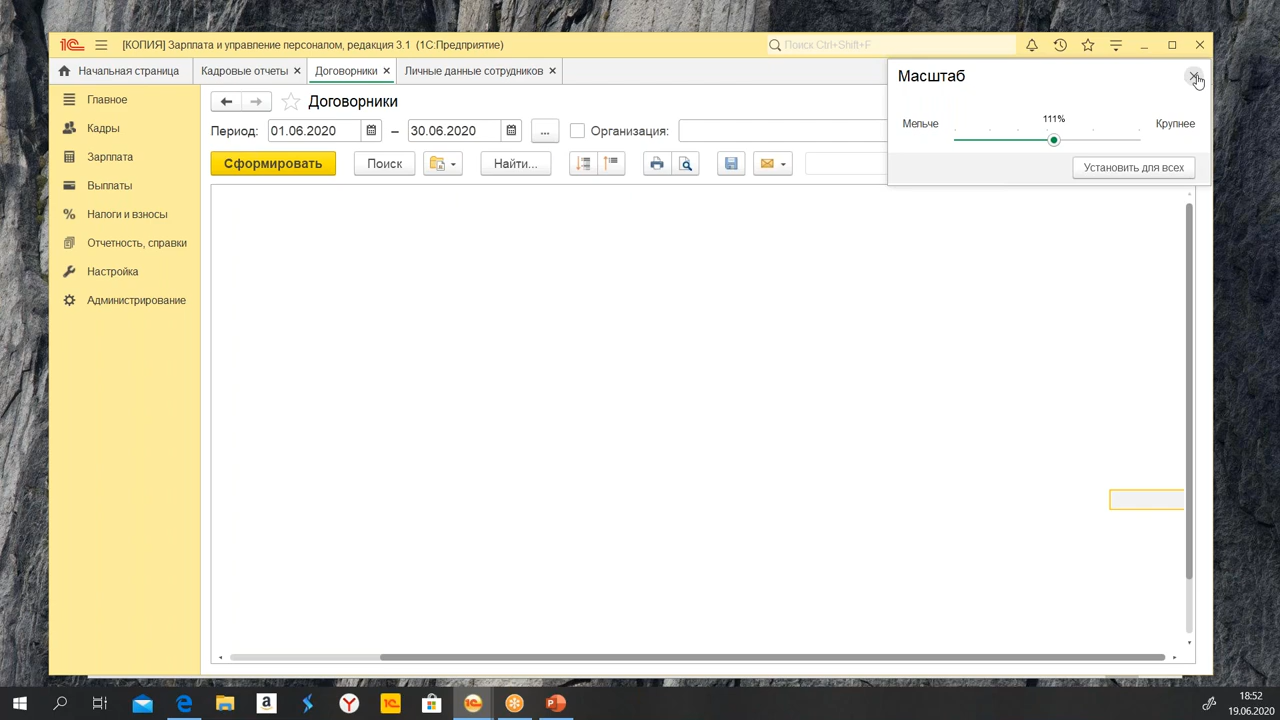 [КОПИЯ] Зарплата и управление персоналом, редакция 3.1 (1С:Предприятие)
Поиск Ctrl+Shift+F
Начальная страница
Кадровые отчеты
Договорники
Личные данные сотрудников
Главное
Кадры
Зарплата
Выплаты
Налоги и взносы
Отчетность, справки
Настройка
Администрирование
Договорники
Период: 01.06.2020 – 30.06.2020 ... Организация:
Сформировать Поиск Найти...
Масштаб
111%
Мельче Крупнее
Установить для всех
18:52
19.06.2020